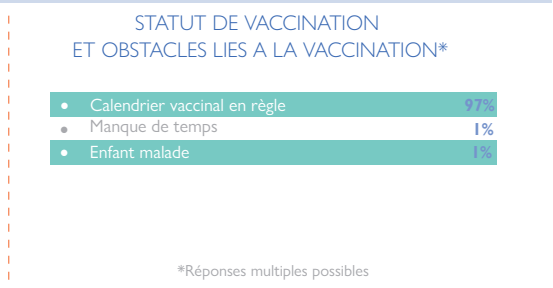 STATUT DE VACCINATION
ET OBSTACLES LIES A LA VACCINATION*
• Calendrier vaccinal en règle 97%
• Manque de temps 1%
• Enfant malade 1%
*Réponses multiples possibles